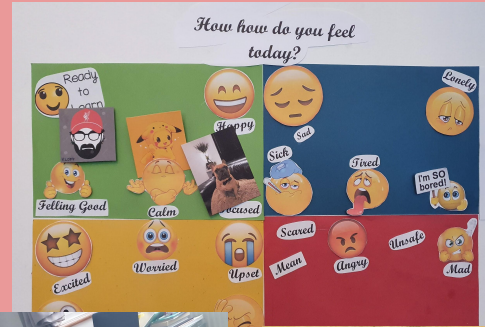 How how do you feel
today?
Ready
to
Learn
Happy
Felling Good
Calm
Focused
Sad
Lonely
Sick
Tired
I'm SO
bored!
Excited
Worried
Upset
Scared
Mean
Angry
Unsafe
Mad